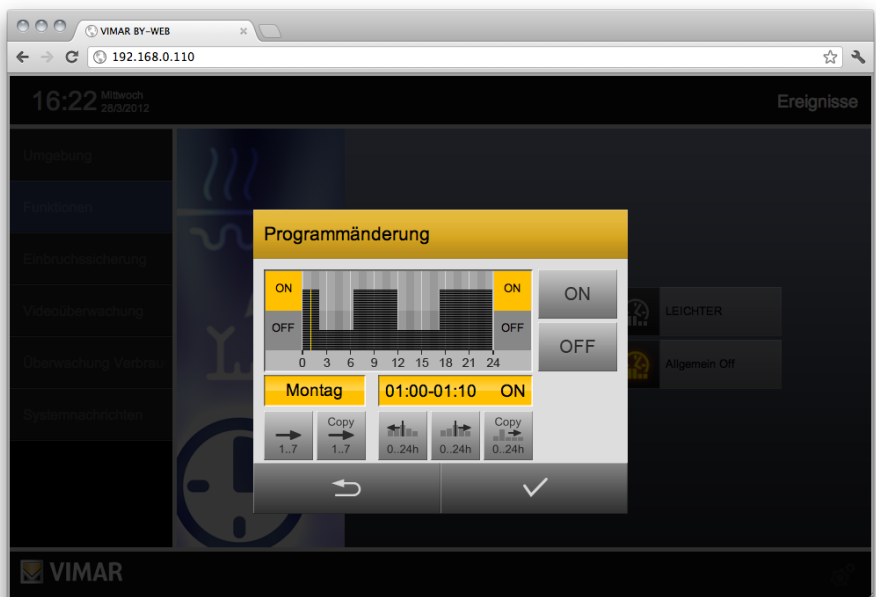 VIMAR BY-WEB
192.168.0.110
16:22 Mittwoch 28/3/2012
Ereignisse
Umgebung
Funktionen
Einbruchssicherung
Videoüberwachung
Überwachung Verbrau
Systemnachrichten
Programmänderung
ON ON
OFF OFF
0 3 6 9 12 15 18 21 24
ON
OFF
Montag 01:00-01:10 ON
1..7
Copy 1..7
0..24h
0..24h
Copy 0..24h
LEICHTER
Allgemein Off
VIMAR